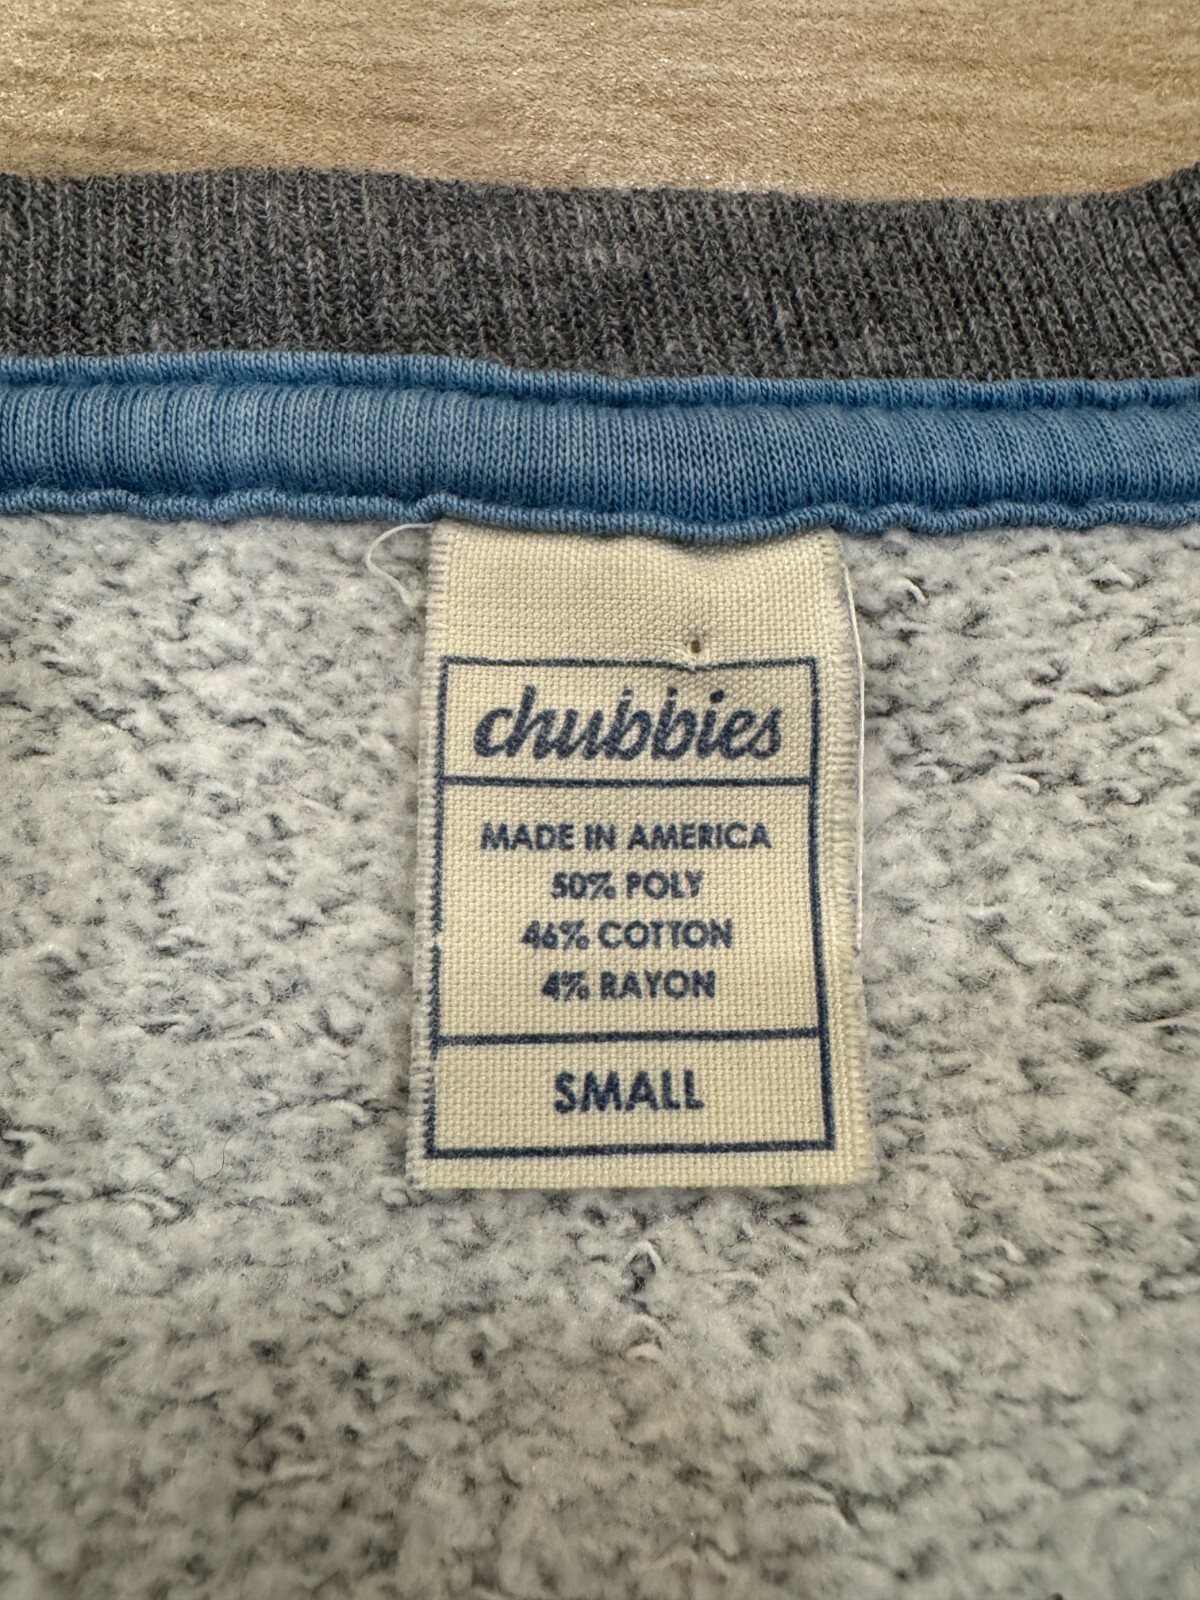 chubbies
MADE IN AMERICA
50% POLY
46% COTTON
4% RAYON
SMALL